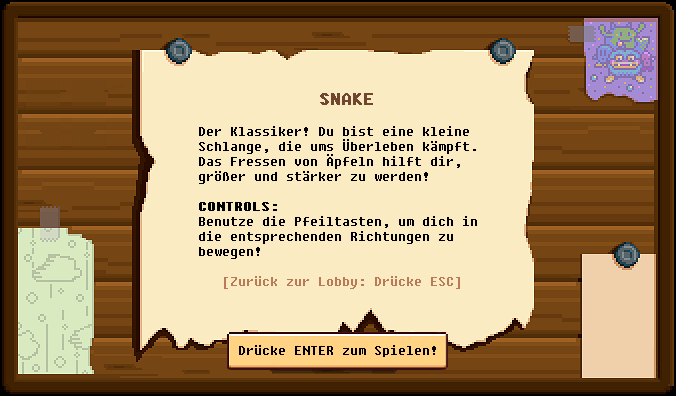 SNAKE
Der Klassiker! Du bist eine kleine
Schlange, die ums Überleben kämpft.
Das Fressen von Äpfeln hilft dir,
größer und stärker zu werden!
CONTROLS:
Benutze die Pfeiltasten, um dich in
die entsprechenden Richtungen zu
bewegen!
[Zurück zur Lobby: Drücke ESC]
Drücke ENTER zum Spielen!